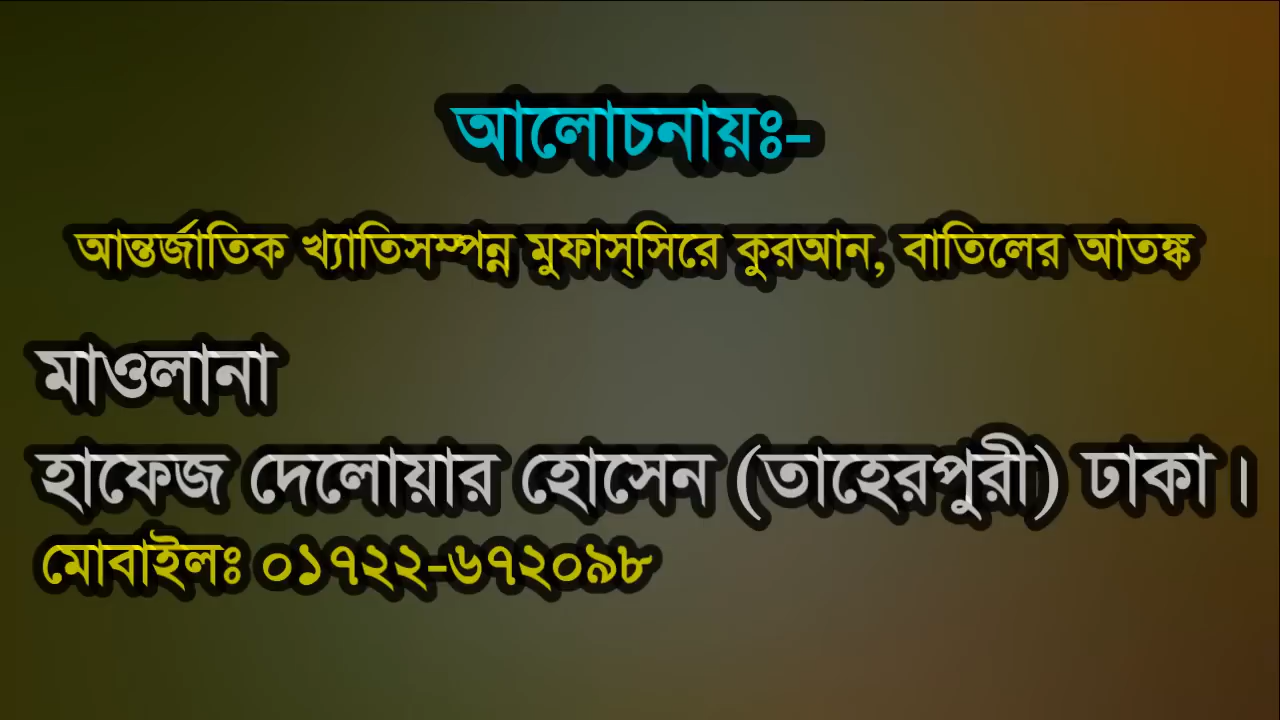 আলোচনায়ঃ-
আন্তর্জাতিক খ্যাতিসম্পন্ন মুফাস্‌সিরে কুরআন, বাতিলের আতঙ্ক
মাওলানা
হাফেজ দেলোয়ার হোসেন (তাহেরপুরী) ঢাকা।
মোবাইলঃ ০১৭২২-৬৭২০৯৮